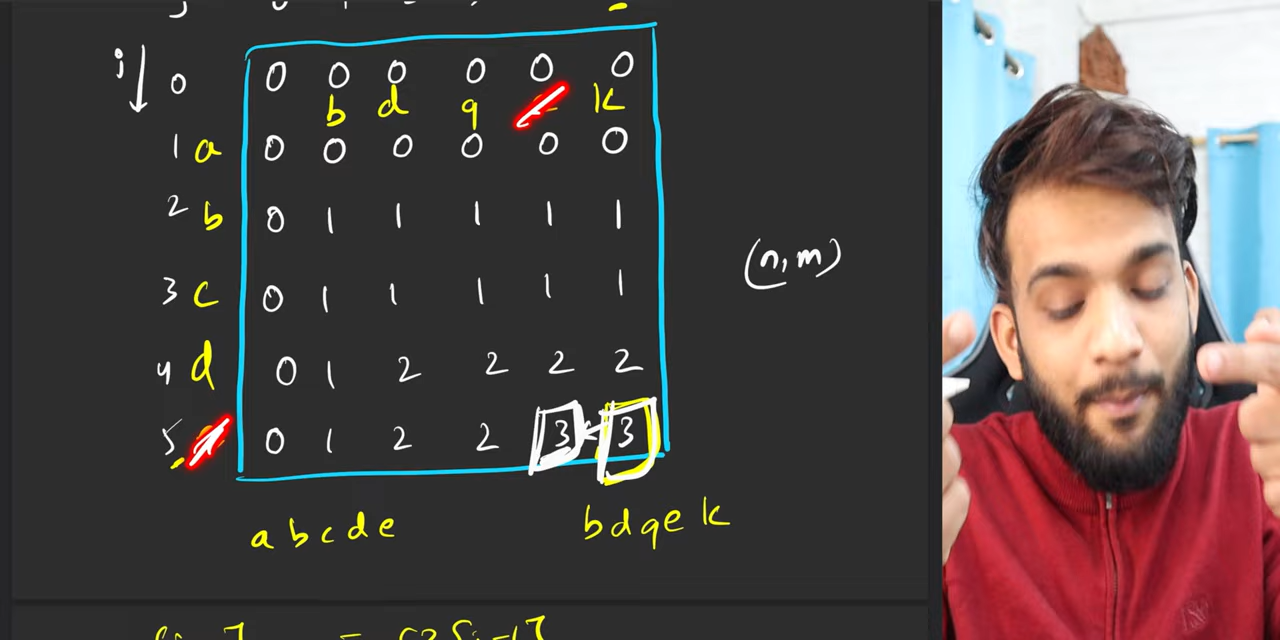 i 0 0 0 0 0 0 0
b d q k
1 a 0 0 0 0 0 0
2 b 0 1 1 1 1 1
3 c 0 1 1 1 1 1
(n,m)
4 d 0 1 2 2 2 2
5 0 1 2 2 3 3
a b c d e
b d q e k